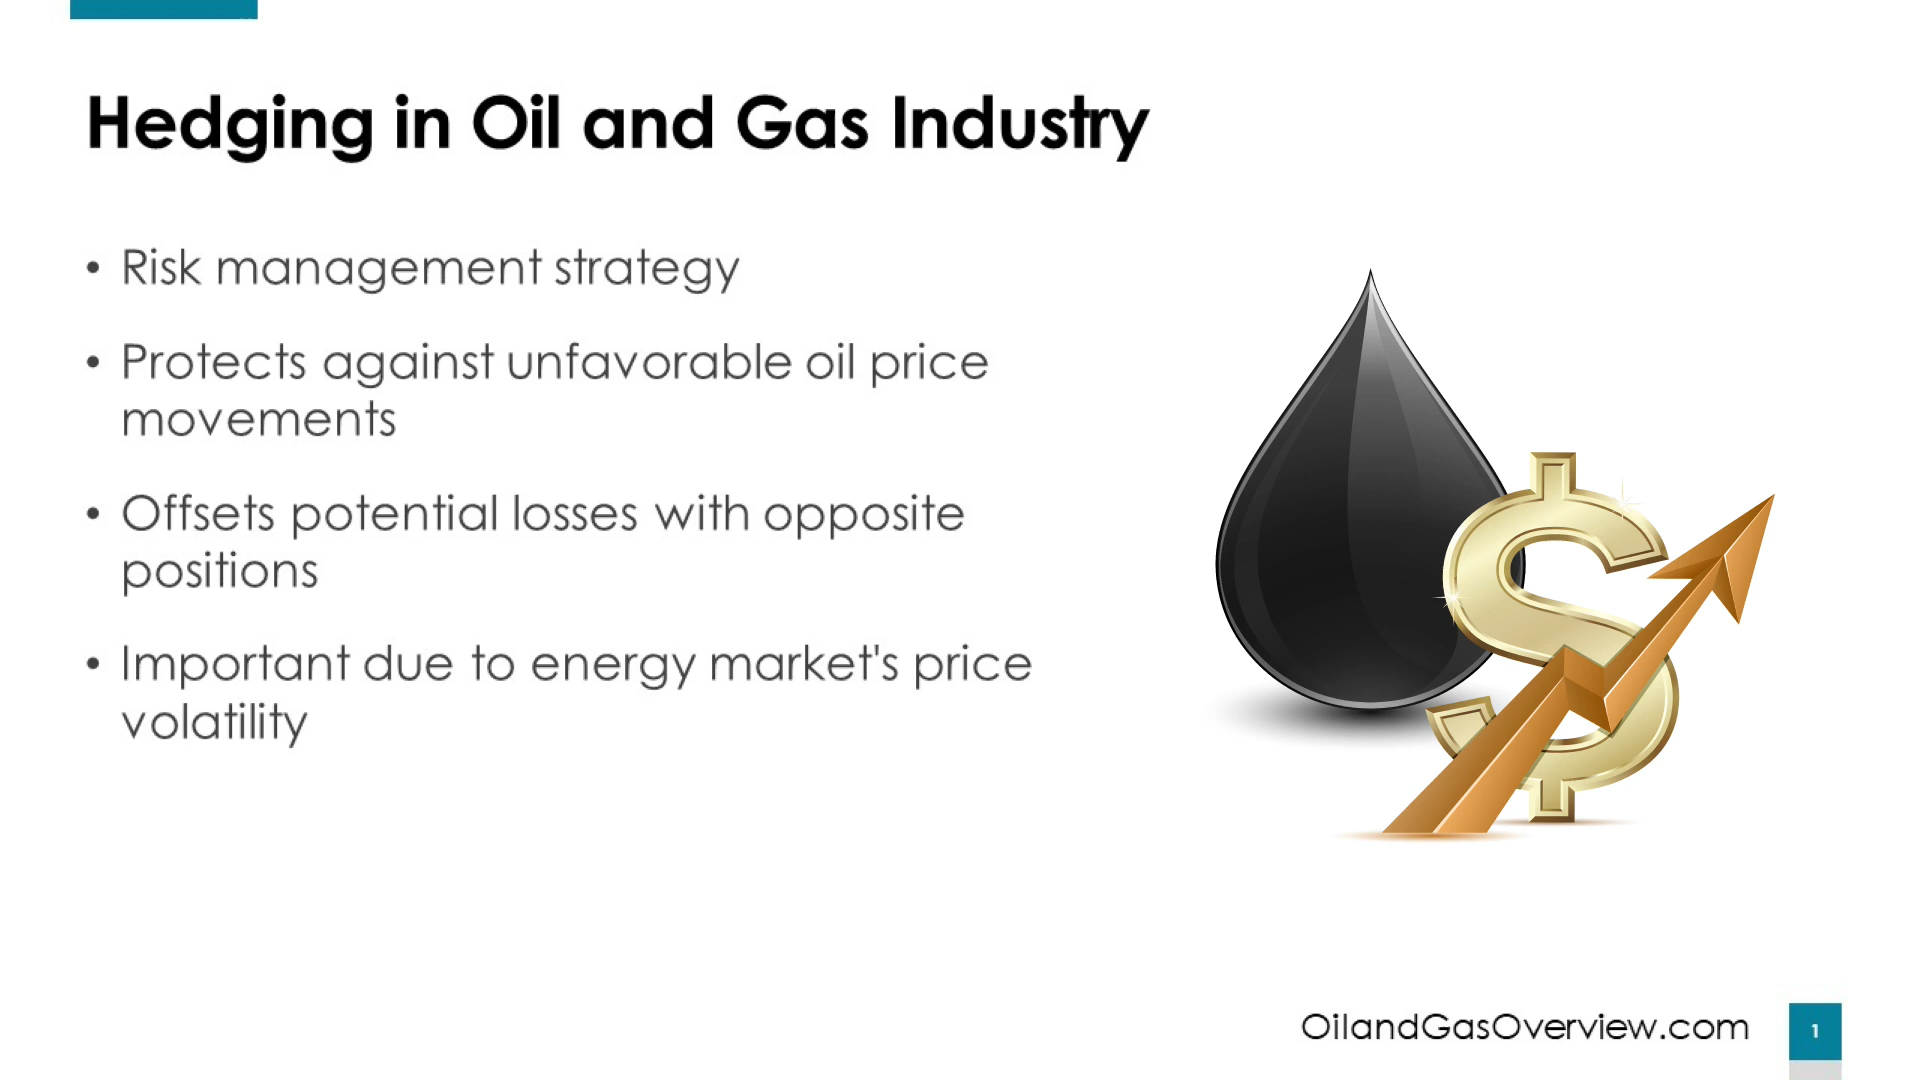 Hedging in Oil and Gas Industry
• Risk management strategy
• Protects against unfavorable oil price
movements
• Offsets potential losses with opposite
positions
• Important due to energy market's price
volatility
$
OilandGasOverview.com
1